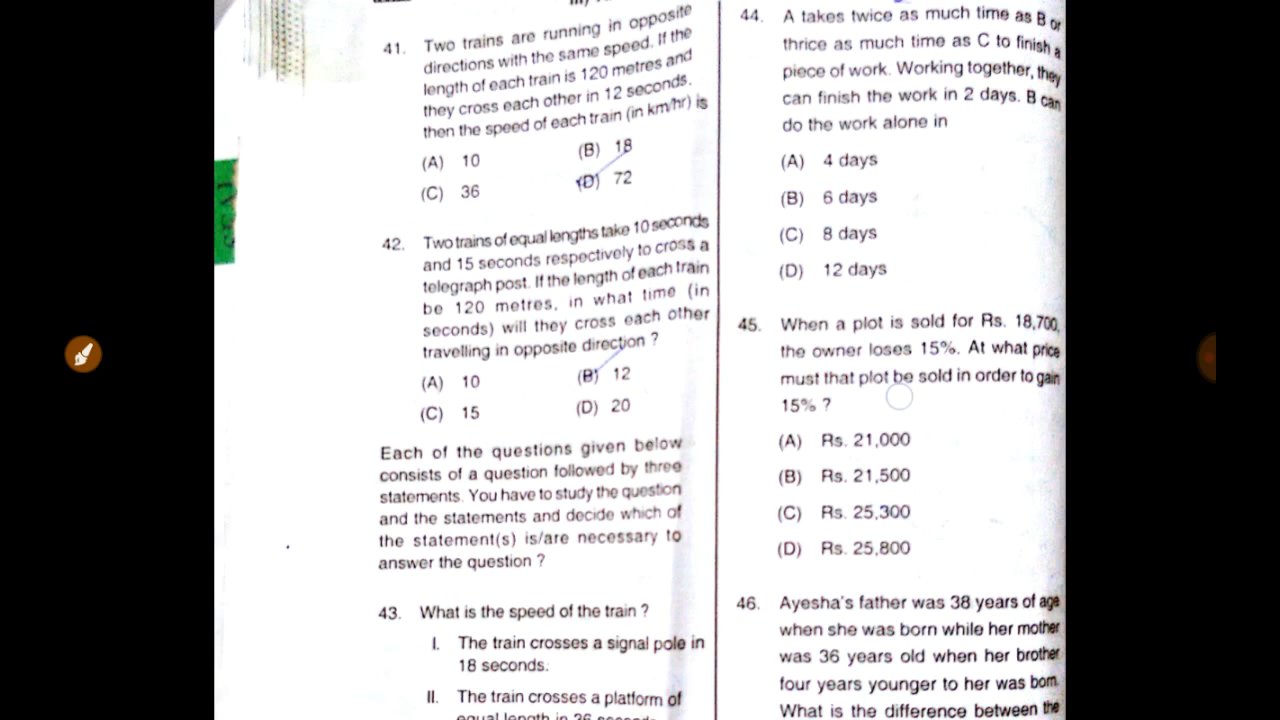 41. Two trains are running in opposite
directions with the same speed. If the
length of each train is 120 metres and
they cross each other in 12 seconds.
then the speed of each train (in km/hr) is
(A) 10 (B) 18
(C) 36 (D) 72
42. Two trains of equal lengths take 10 seconds
and 15 seconds respectively to cross a
telegraph post. If the length of each train
be 120 metres, in what time (in
seconds) will they cross each other
travelling in opposite direction ?
(A) 10 (B) 12
(C) 15 (D) 20
Each of the questions given below
consists of a question followed by three
statements. You have to study the question
and the statements and decide which of
the statement(s) is/are necessary to
answer the question ?
43. What is the speed of the train ?
I. The train crosses a signal pole in
18 seconds.
II. The train crosses a platform of
equal length in 36 seconds.
44. A takes twice as much time as B or
thrice as much time as C to finish a
piece of work. Working together, they
can finish the work in 2 days. B can
do the work alone in
(A) 4 days
(B) 6 days
(C) 8 days
(D) 12 days
45. When a plot is sold for Rs. 18,700,
the owner loses 15%. At what price
must that plot be sold in order to gain
15% ?
(A) Rs. 21,000
(B) Rs. 21,500
(C) Rs. 25,300
(D) Rs. 25,800
46. Ayesha's father was 38 years of age
when she was born while her mother
was 36 years old when her brother
four years younger to her was born.
What is the difference between the